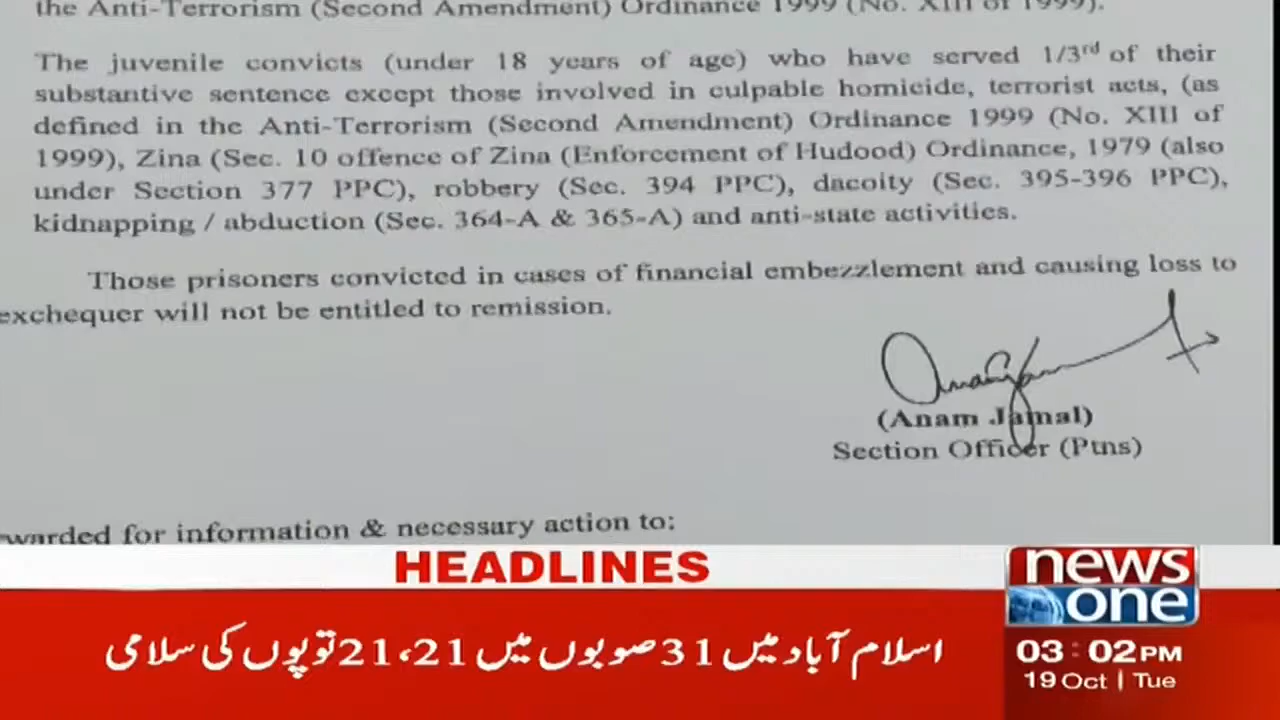 the Anti-Terrorism (Second Amendment) Ordinance 1999 (No. XIII of 1999).
The juvenile convicts (under 18 years of age) who have served 1/3rd of their
substantive sentence except those involved in culpable homicide, terrorist acts, (as
defined in the Anti-Terrorism (Second Amendment) Ordinance 1999 (No. XIII of
1999), Zina (Sec. 10 offence of Zina (Enforcement of Hudood) Ordinance, 1979 (also
under Section 377 PPC), robbery (Sec. 394 PPC), dacoity (Sec. 395-396 PPC),
kidnapping / abduction (Sec. 364-A & 365-A) and anti-state activities.
Those prisoners convicted in cases of financial embezzlement and causing loss to
exchequer will not be entitled to remission.
(Anam Jamal)
Section Officer (Ptns)
warded for information & necessary action to:
HEADLINES
news
one
اسلام آباد میں 31 صوبوں میں 21،21 توپوں کی سلامی
03:02 PM
19 Oct | Tue